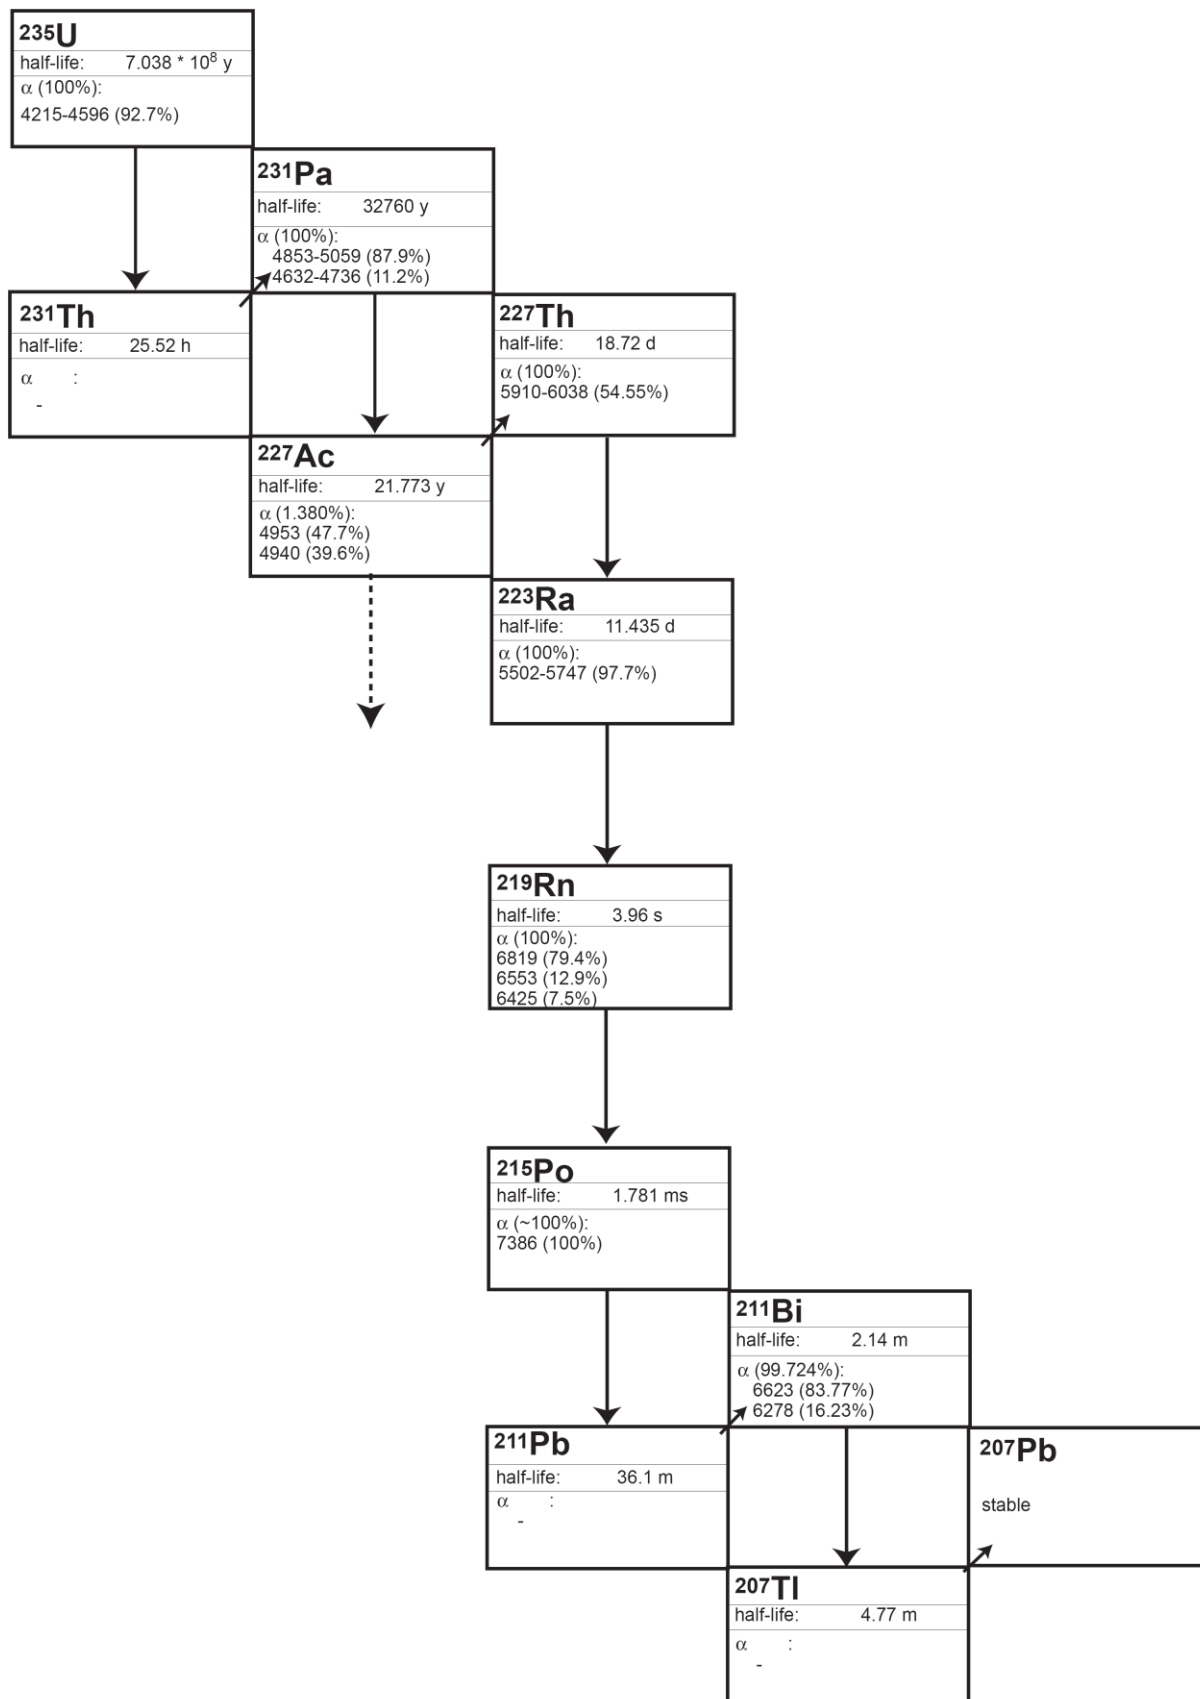 235U
half-life: 7.038 * 10⁸ y
α (100%):
4215-4596 (92.7%)
231Pa
half-life: 32760 y
α (100%):
4853-5059 (87.9%)
4632-4736 (11.2%)
231Th
half-life: 25.52 h
α :
-
227Th
half-life: 18.72 d
α (100%):
5910-6038 (54.55%)
227Ac
half-life: 21.773 y
α (1.380%):
4953 (47.7%)
4940 (39.6%)
223Ra
half-life: 11.435 d
α (100%):
5502-5747 (97.7%)
219Rn
half-life: 3.96 s
α (100%):
6819 (79.4%)
6553 (12.9%)
6425 (7.5%)
215Po
half-life: 1.781 ms
α (~100%):
7386 (100%)
211Bi
half-life: 2.14 m
α (99.724%):
6623 (83.77%)
6278 (16.23%)
211Pb
half-life: 36.1 m
α :
-
207Pb
stable
207Tl
half-life: 4.77 m
α :
-